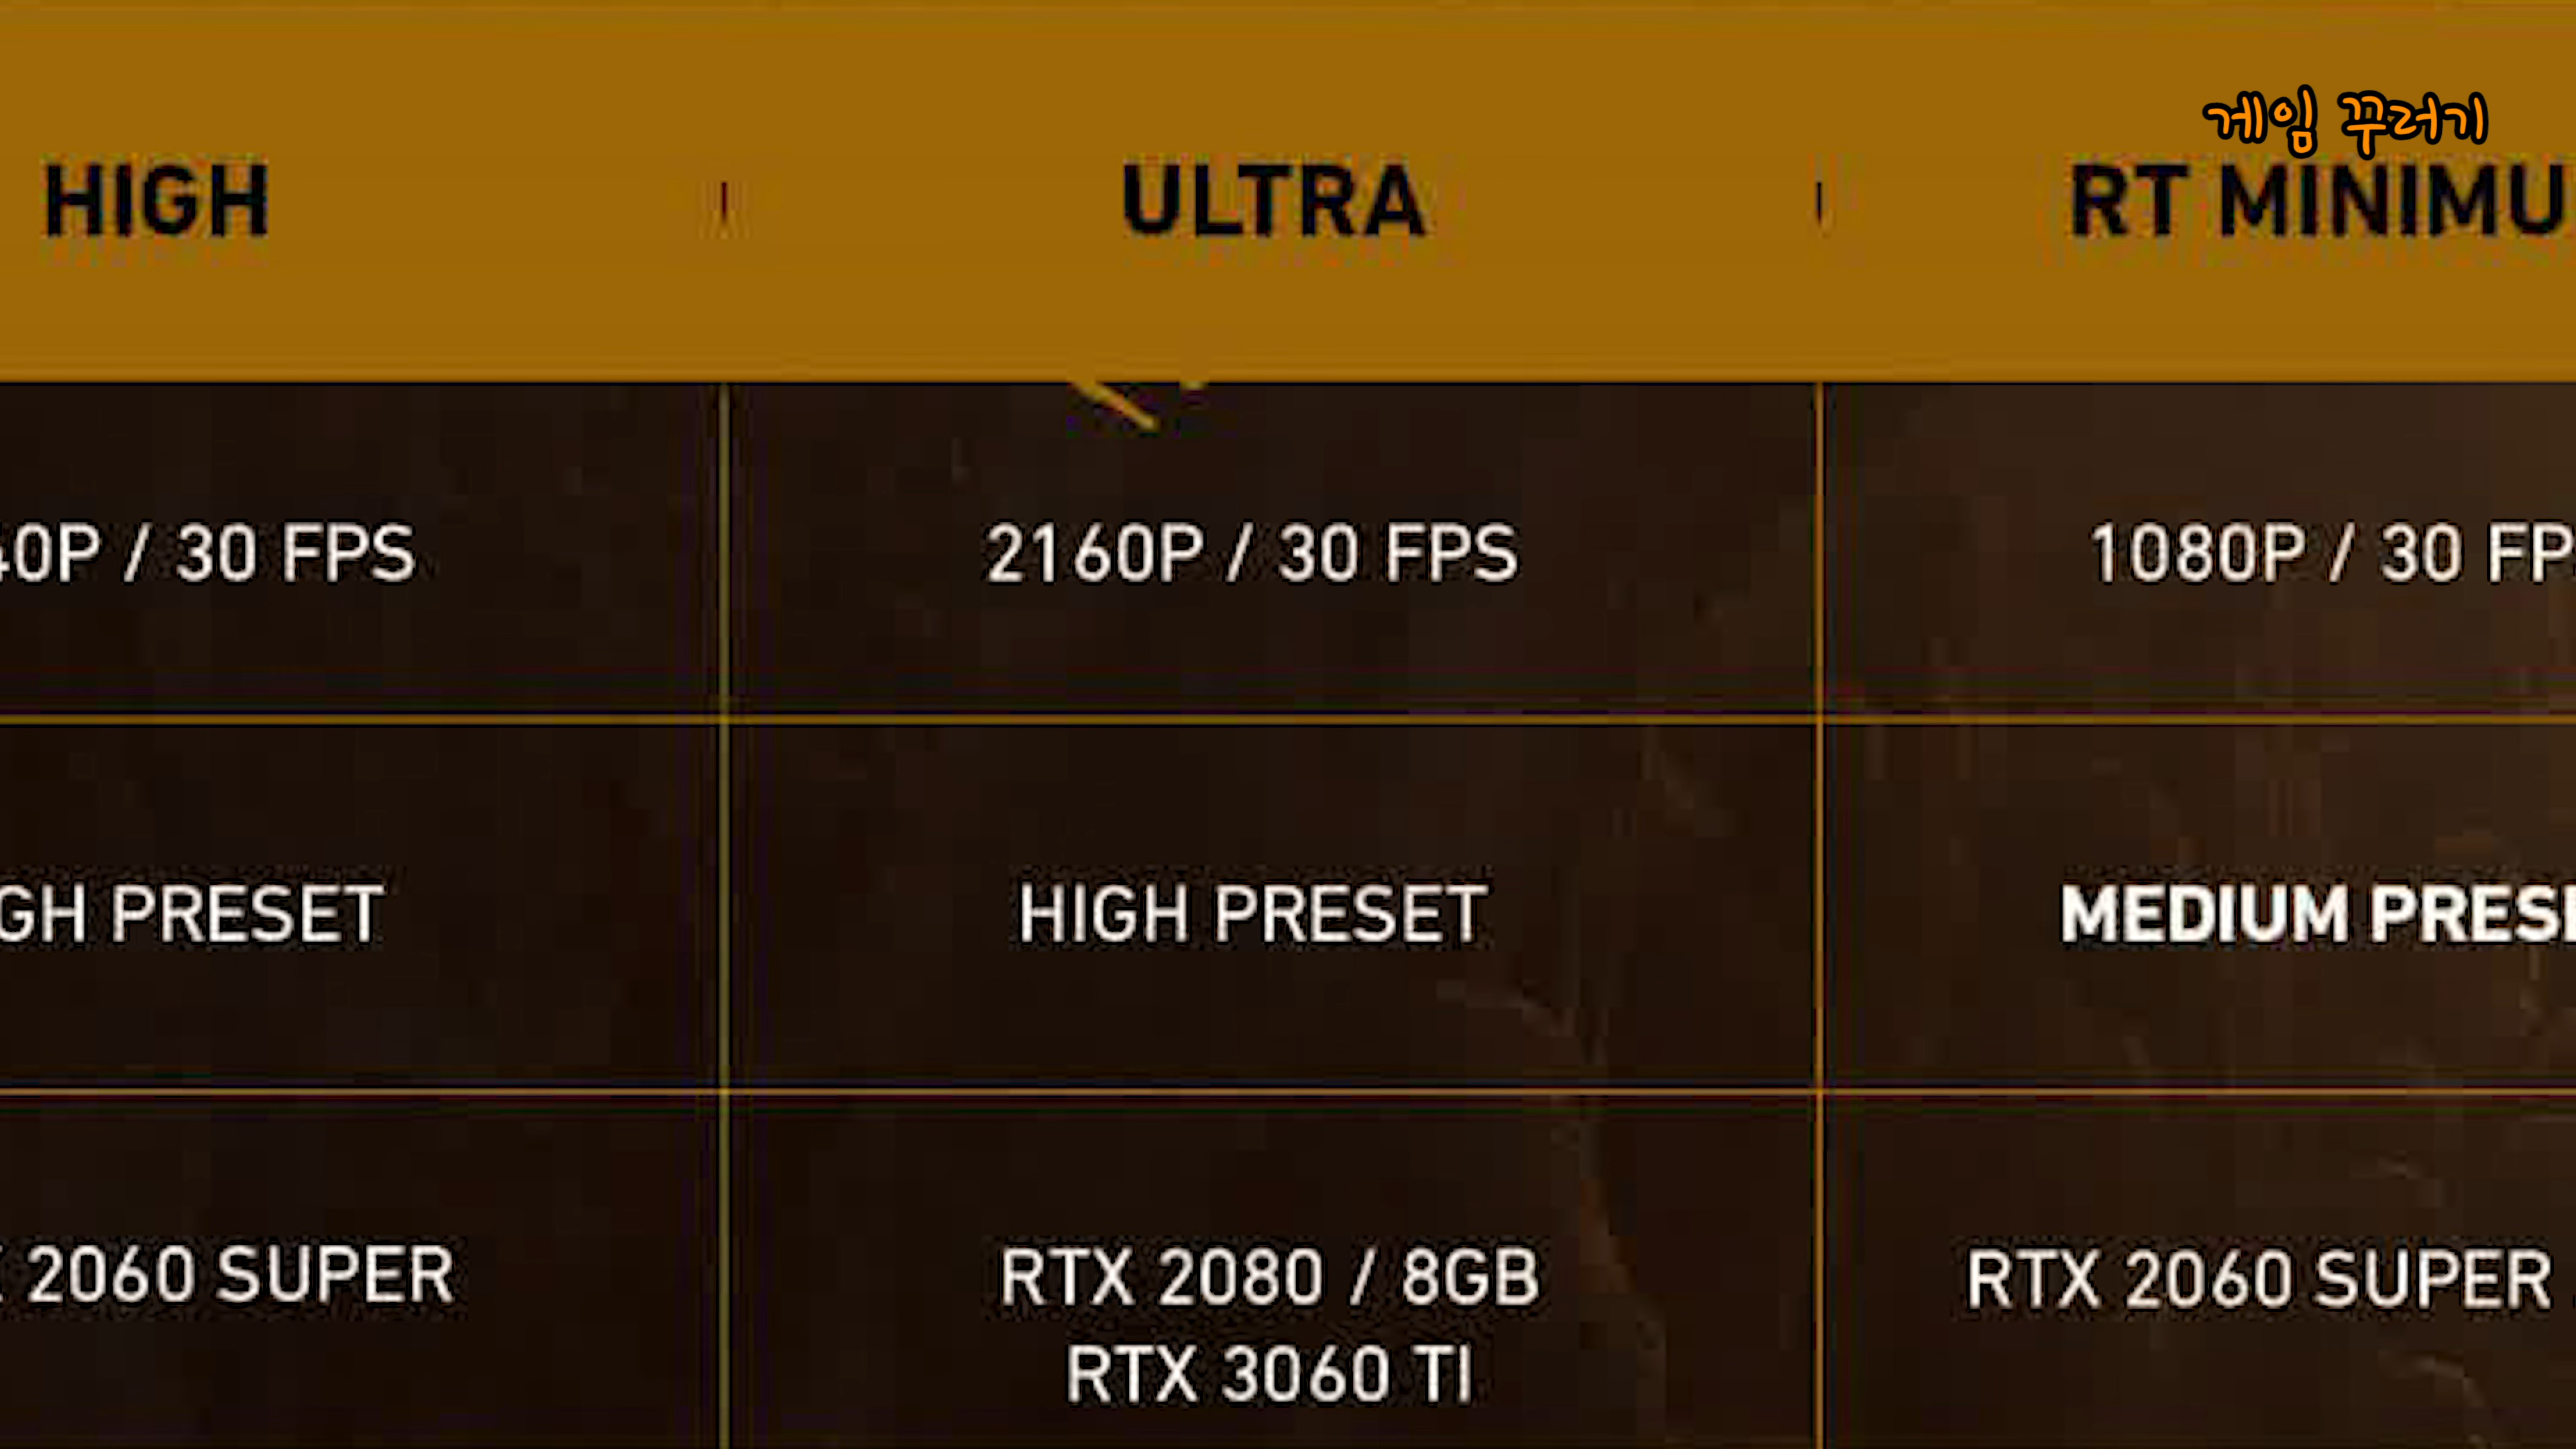 게임 꾸러기
HIGH ULTRA RT MINIMU
40P / 30 FPS 2160P / 30 FPS 1080P / 30 FP
GH PRESET HIGH PRESET MEDIUM PRES
2060 SUPER RTX 2080 / 8GB RTX 2060 SUPER
RTX 3060 TI